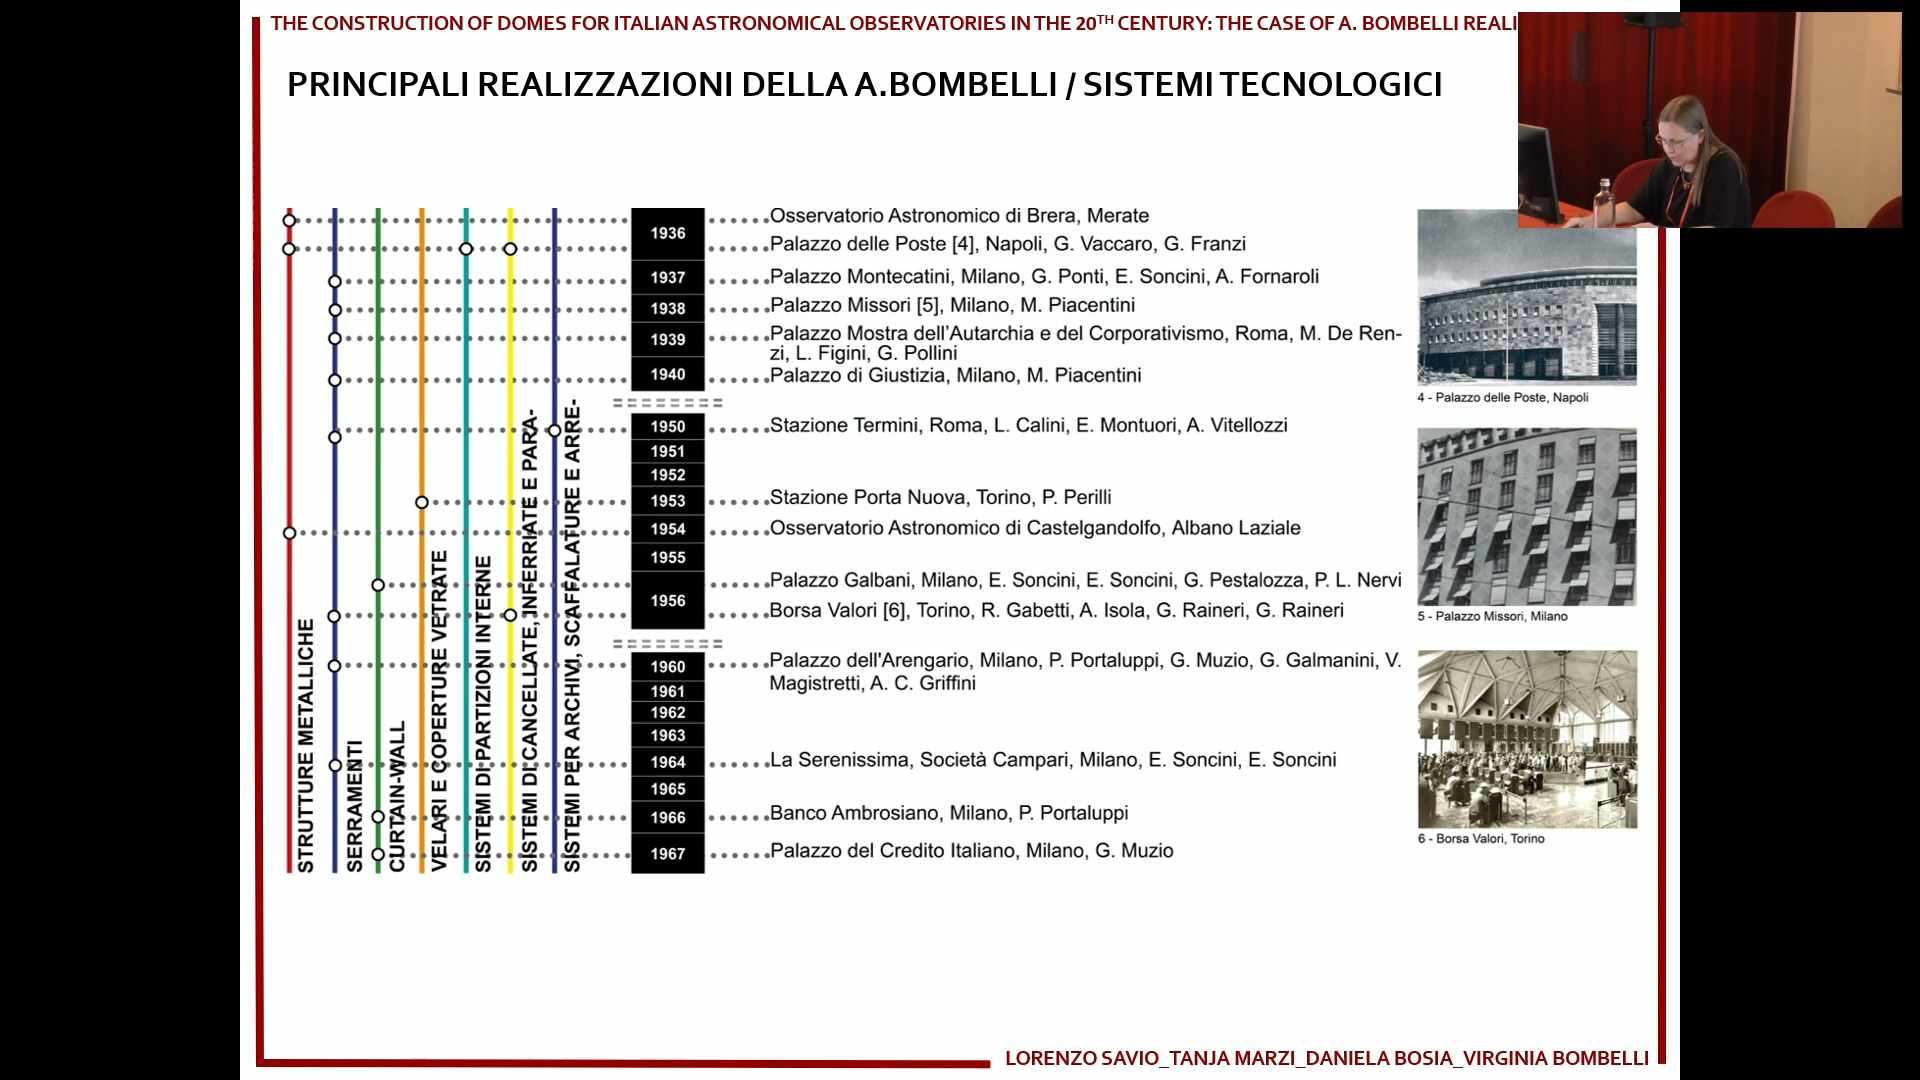 THE CONSTRUCTION OF DOMES FOR ITALIAN ASTRONOMICAL OBSERVATORIES IN THE 20TH CENTURY: THE CASE OF A. BOMBELLI REALI
PRINCIPALI REALIZZAZIONI DELLA A.BOMBELLI / SISTEMI TECNOLOGICI
STRUTTURE METALLICHE
SERRAMENTI
CURTAIN-WALL
VELARI E COPERTURE VETRATE
SISTEMI DI PARTIZIONI INTERNE
SISTEMI DI CANCELLATE, INFERRIATE E PARA-
SISTEMI PER ARCHIVI, SCAFFALATURE E ARRE-
1936
Osservatorio Astronomico di Brera, Merate
Palazzo delle Poste [4], Napoli, G. Vaccaro, G. Franzi
1937
Palazzo Montecatini, Milano, G. Ponti, E. Soncini, A. Fornaroli
1938
Palazzo Missori [5], Milano, M. Piacentini
1939
Palazzo Mostra dell'Autarchia e del Corporativismo, Roma, M. De Ren-
zi, L. Figini, G. Pollini
1940
Palazzo di Giustizia, Milano, M. Piacentini
1950
Stazione Termini, Roma, L. Calini, E. Montuori, A. Vitellozzi
1951
1952
1953
Stazione Porta Nuova, Torino, P. Perilli
1954
Osservatorio Astronomico di Castelgandolfo, Albano Laziale
1955
1956
Palazzo Galbani, Milano, E. Soncini, E. Soncini, G. Pestalozza, P. L. Nervi
Borsa Valori [6], Torino, R. Gabetti, A. Isola, G. Raineri, G. Raineri
1960
Palazzo dell'Arengario, Milano, P. Portaluppi, G. Muzio, G. Galmanini, V.
Magistretti, A. C. Griffini
1961
1962
1963
1964
La Serenissima, Società Campari, Milano, E. Soncini, E. Soncini
1965
1966
Banco Ambrosiano, Milano, P. Portaluppi
1967
Palazzo del Credito Italiano, Milano, G. Muzio
4 - Palazzo delle Poste, Napoli
5 - Palazzo Missori, Milano
6 - Borsa Valori, Torino
LORENZO SAVIO_TANJA MARZI_DANIELA BOSIA_VIRGINIA BOMBELLI